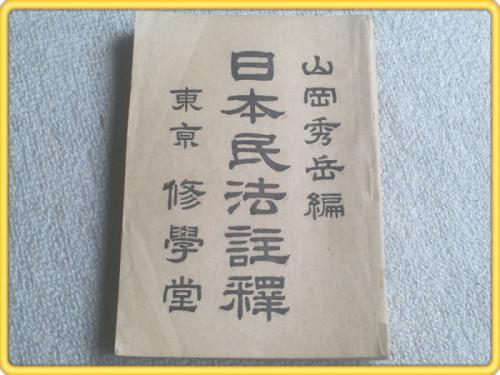 山岡秀岳編
日本民法註釋
東京 修學堂